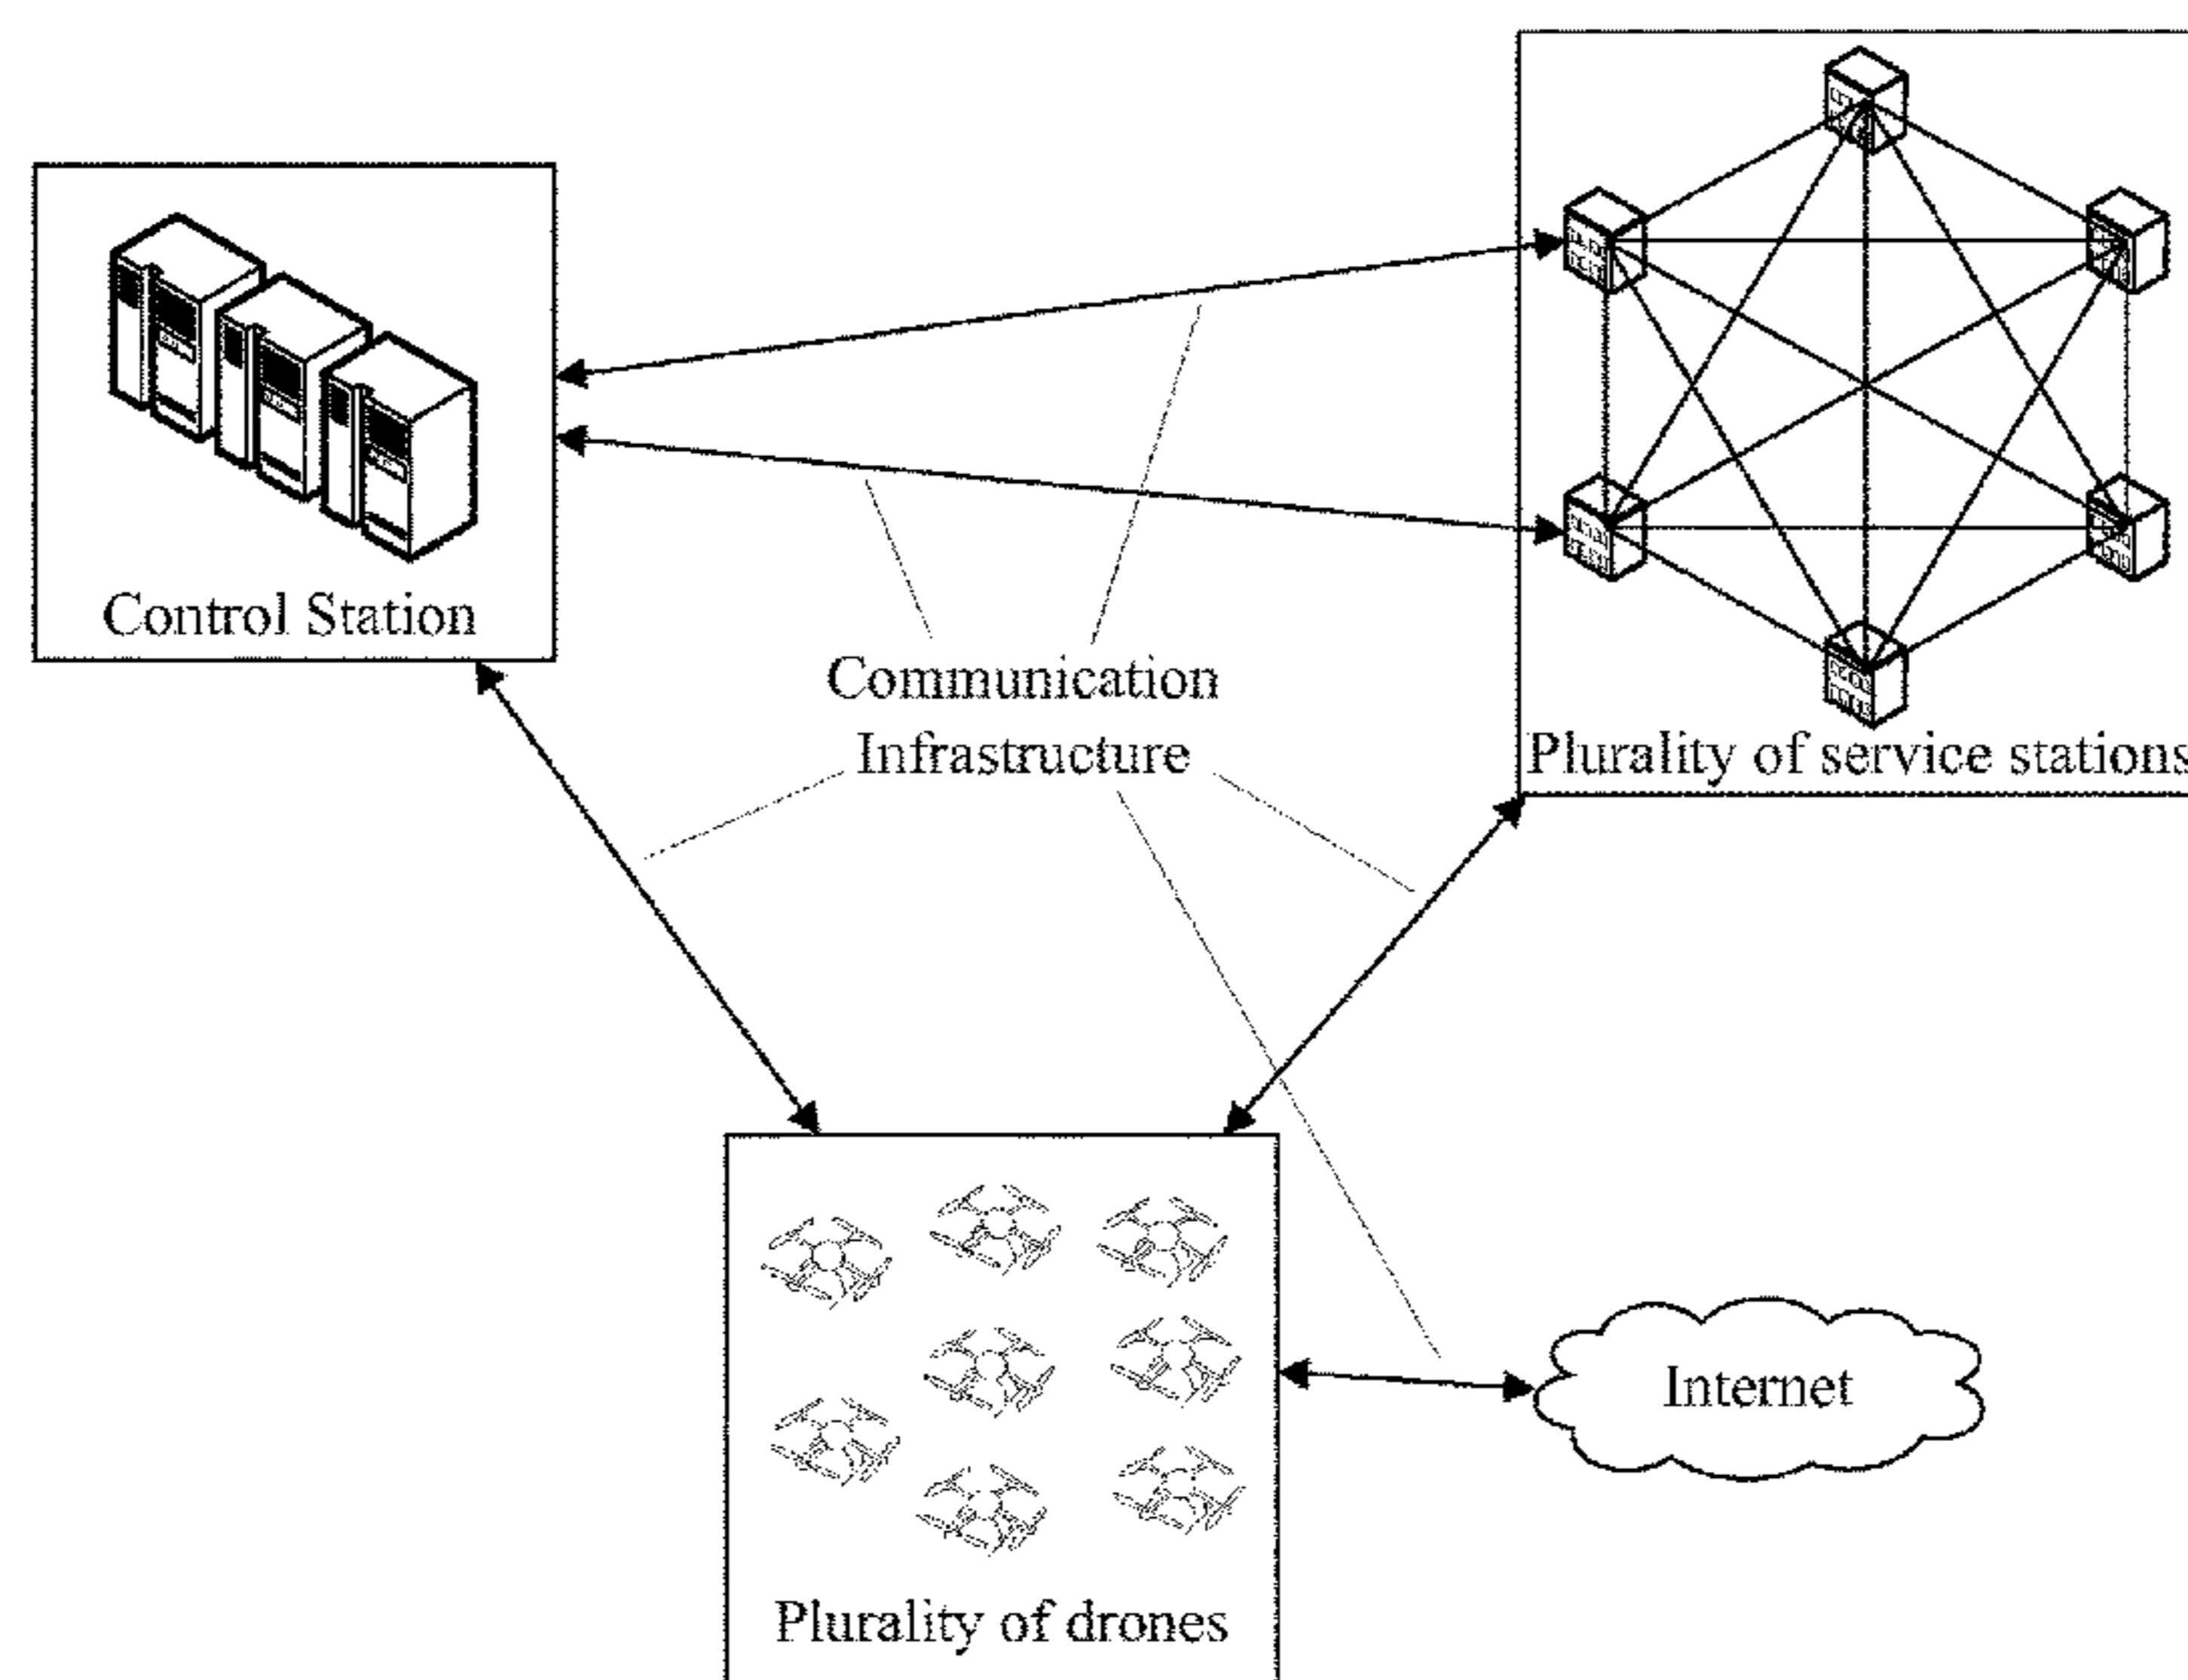 Control Station
Communication
Infrastructure
Plurality of service stations
Plurality of drones
Internet